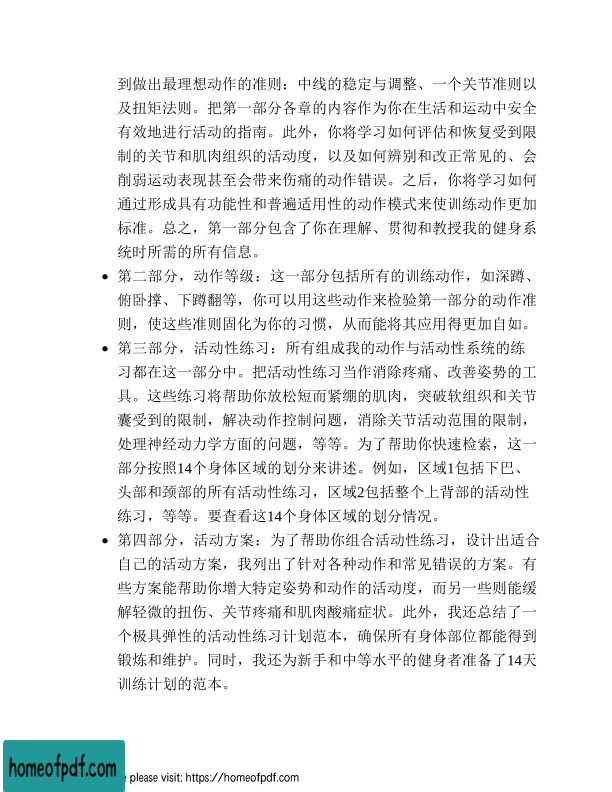 到做出最理想动作的准则：中线的稳定与调整、一个关节准则以
及扭矩法则。把第一部分各章的内容作为你在生活和运动中安全
有效地进行活动的指南。此外，你将学习如何评估和恢复受到限
制的关节和肌肉组织的活动度，以及如何辨别和改正常见的、会
削弱运动表现甚至会带来伤痛的动作错误。之后，你将学习如何
通过形成具有功能性和普遍适用性的动作模式来使训练动作更加
标准。总之，第一部分包含了你在理解、贯彻和教授我的健身系
统时所需的所有信息。
• 第二部分，动作等级：这一部分包括所有的训练动作，如深蹲、
俯卧撑、下蹲翻等，你可以用这些动作来检验第一部分的动作准
则，使这些准则固化为你的习惯，从而能将其应用得更加自如。
• 第三部分，活动性练习：所有组成我的动作与活动性系统的练
习都在这一部分中。把活动性练习当作消除疼痛、改善姿势的工
具。这些练习将帮助你放松短而紧绷的肌肉，突破软组织和关节
囊受到的限制，解决动作控制问题，消除关节活动范围的限制，
处理神经动力学方面的问题，等等。为了帮助你快速检索，这一
部分按照14个身体区域的划分来讲述。例如，区域1包括下巴、
头部和颈部的所有活动性练习，区域2包括整个上背部的活动性
练习，等等。要查看这14个身体区域的划分情况。
• 第四部分，活动方案：为了帮助你组合活动性练习，设计出适合
自己的活动方案，我列出了针对各种动作和常见错误的方案。有
些方案能帮助你增大特定姿势和动作的活动度，而另一些则能缓
解轻微的扭伤、关节疼痛和肌肉酸痛症状。此外，我还总结了一
个极具弹性的活动性练习计划范本，确保所有身体部位都能得到
锻炼和维护。同时，我还为新手和中等水平的健身者准备了14天
训练计划的范本。
homeofpdf.com
please visit: https://homeofpdf.com